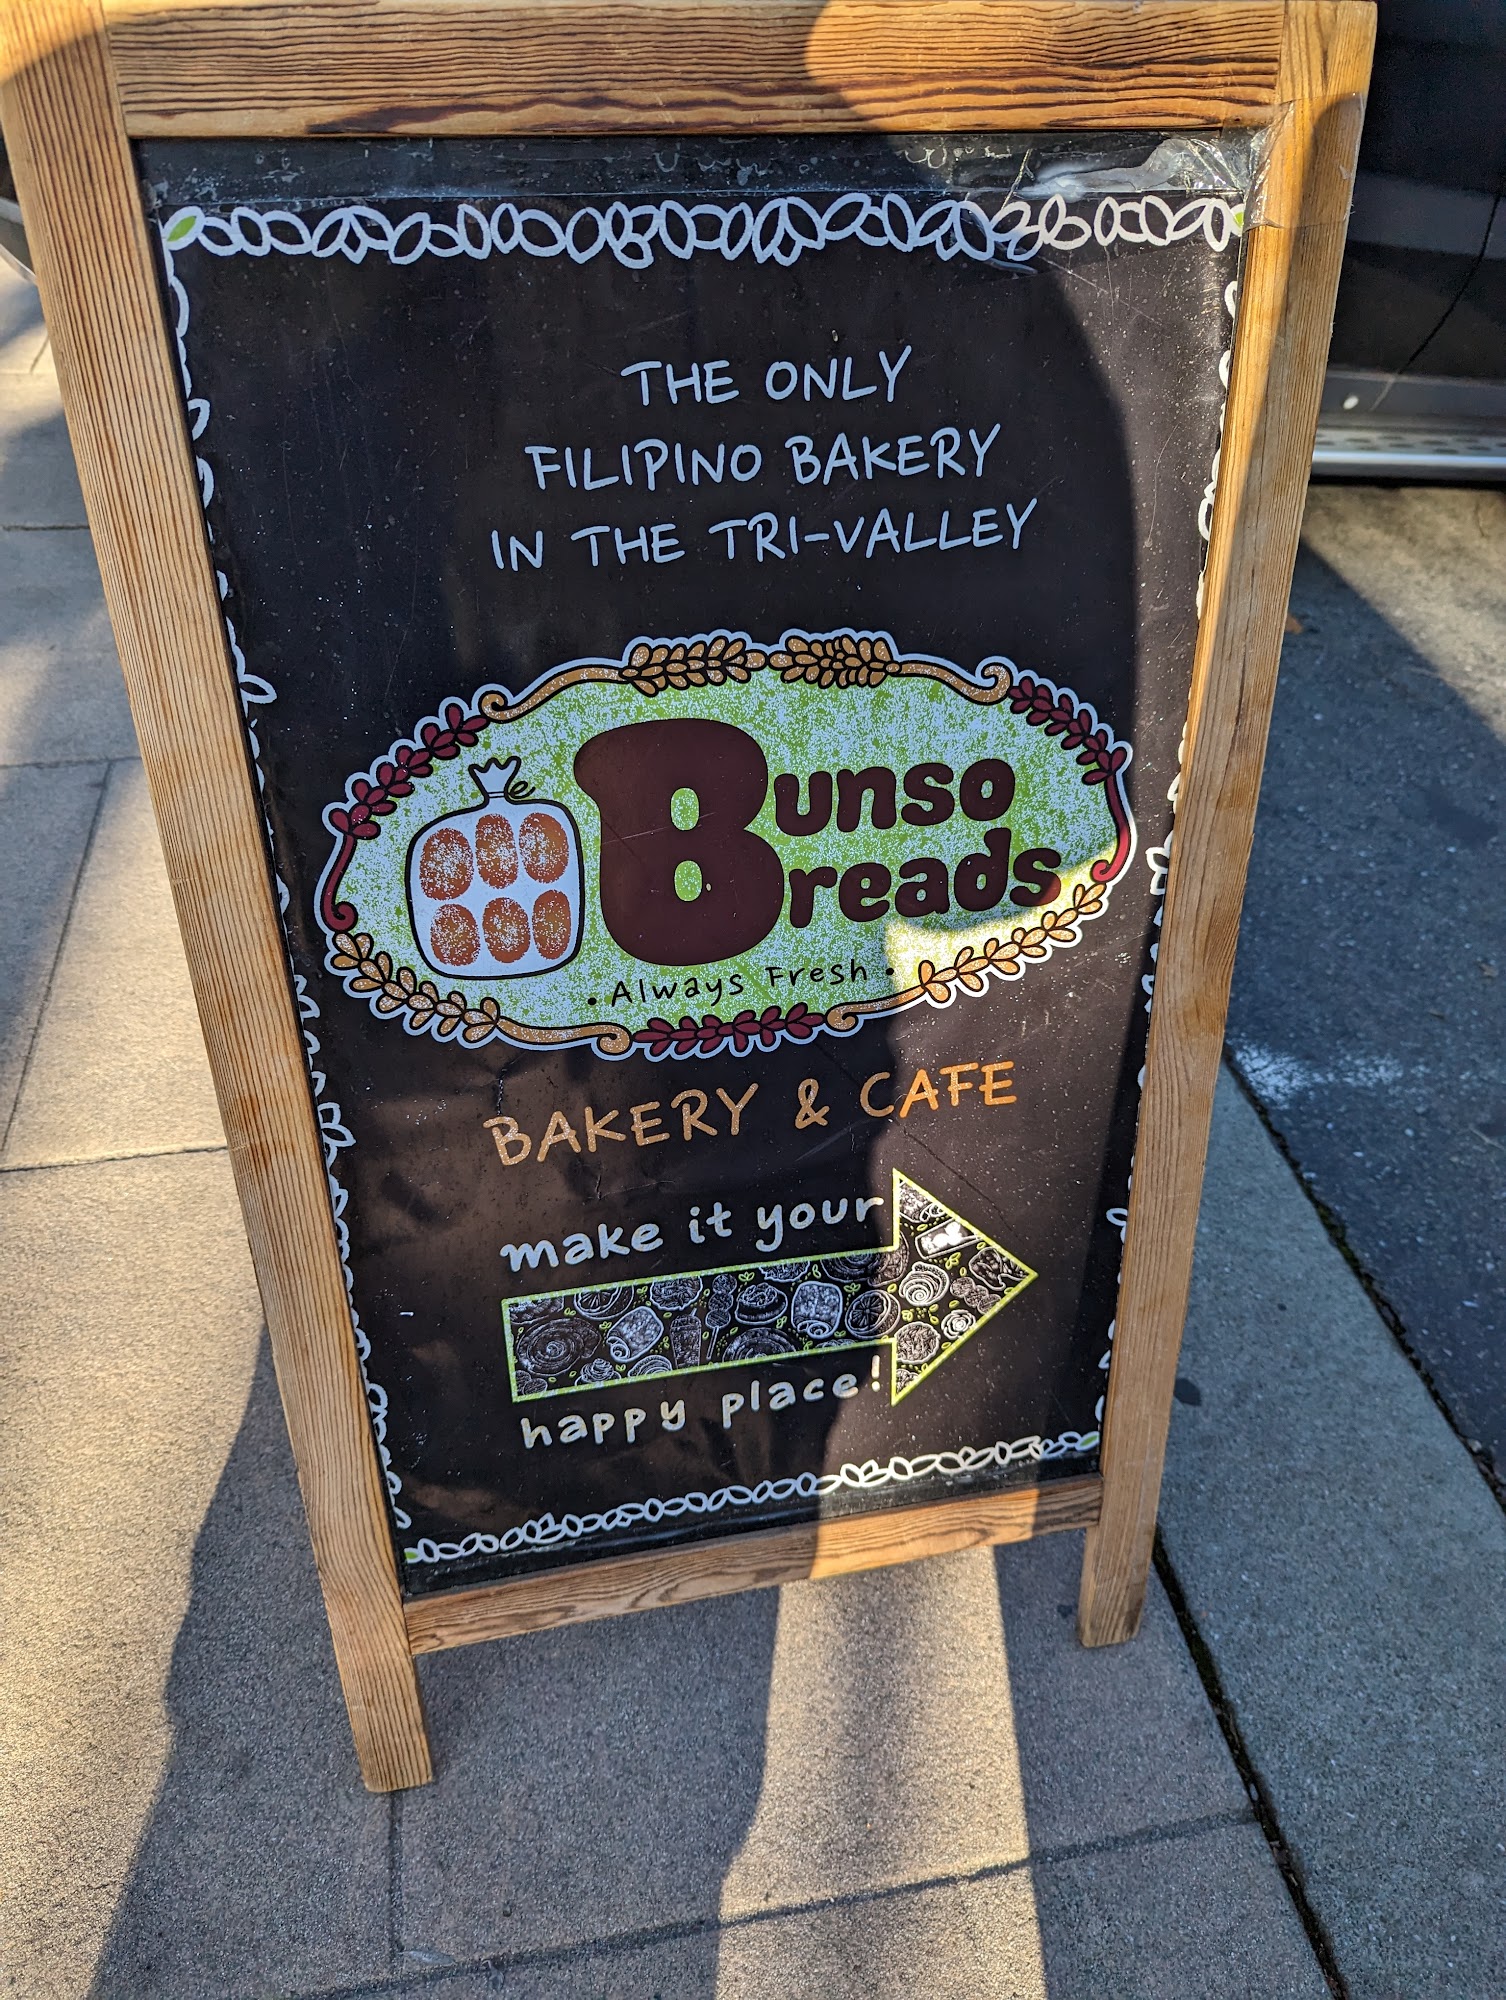 THE ONLY
FILIPINO BAKERY
IN THE TRI-VALLEY
Bunso
Breads
• Always Fresh •
BAKERY & CAFE
make it your
happy place!